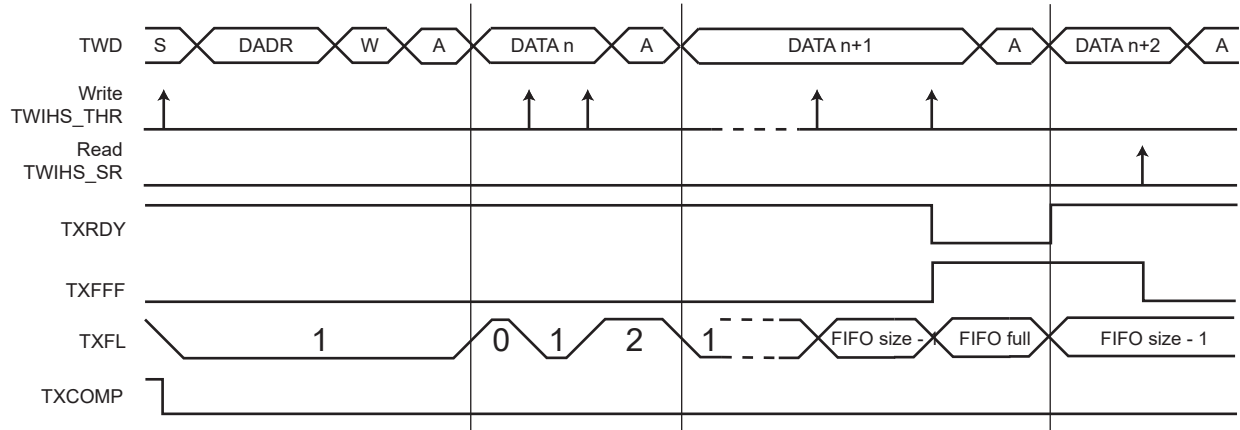 TWD S DADR W A DATA n A DATA n+1 A DATA n+2 A
Write
TWIHS_THR
Read
TWIHS_SR
TXRDY
TXFFF
TXFL 1 0 1 2 1 FIFO size - 1 FIFO full FIFO size - 1
TXCOMP